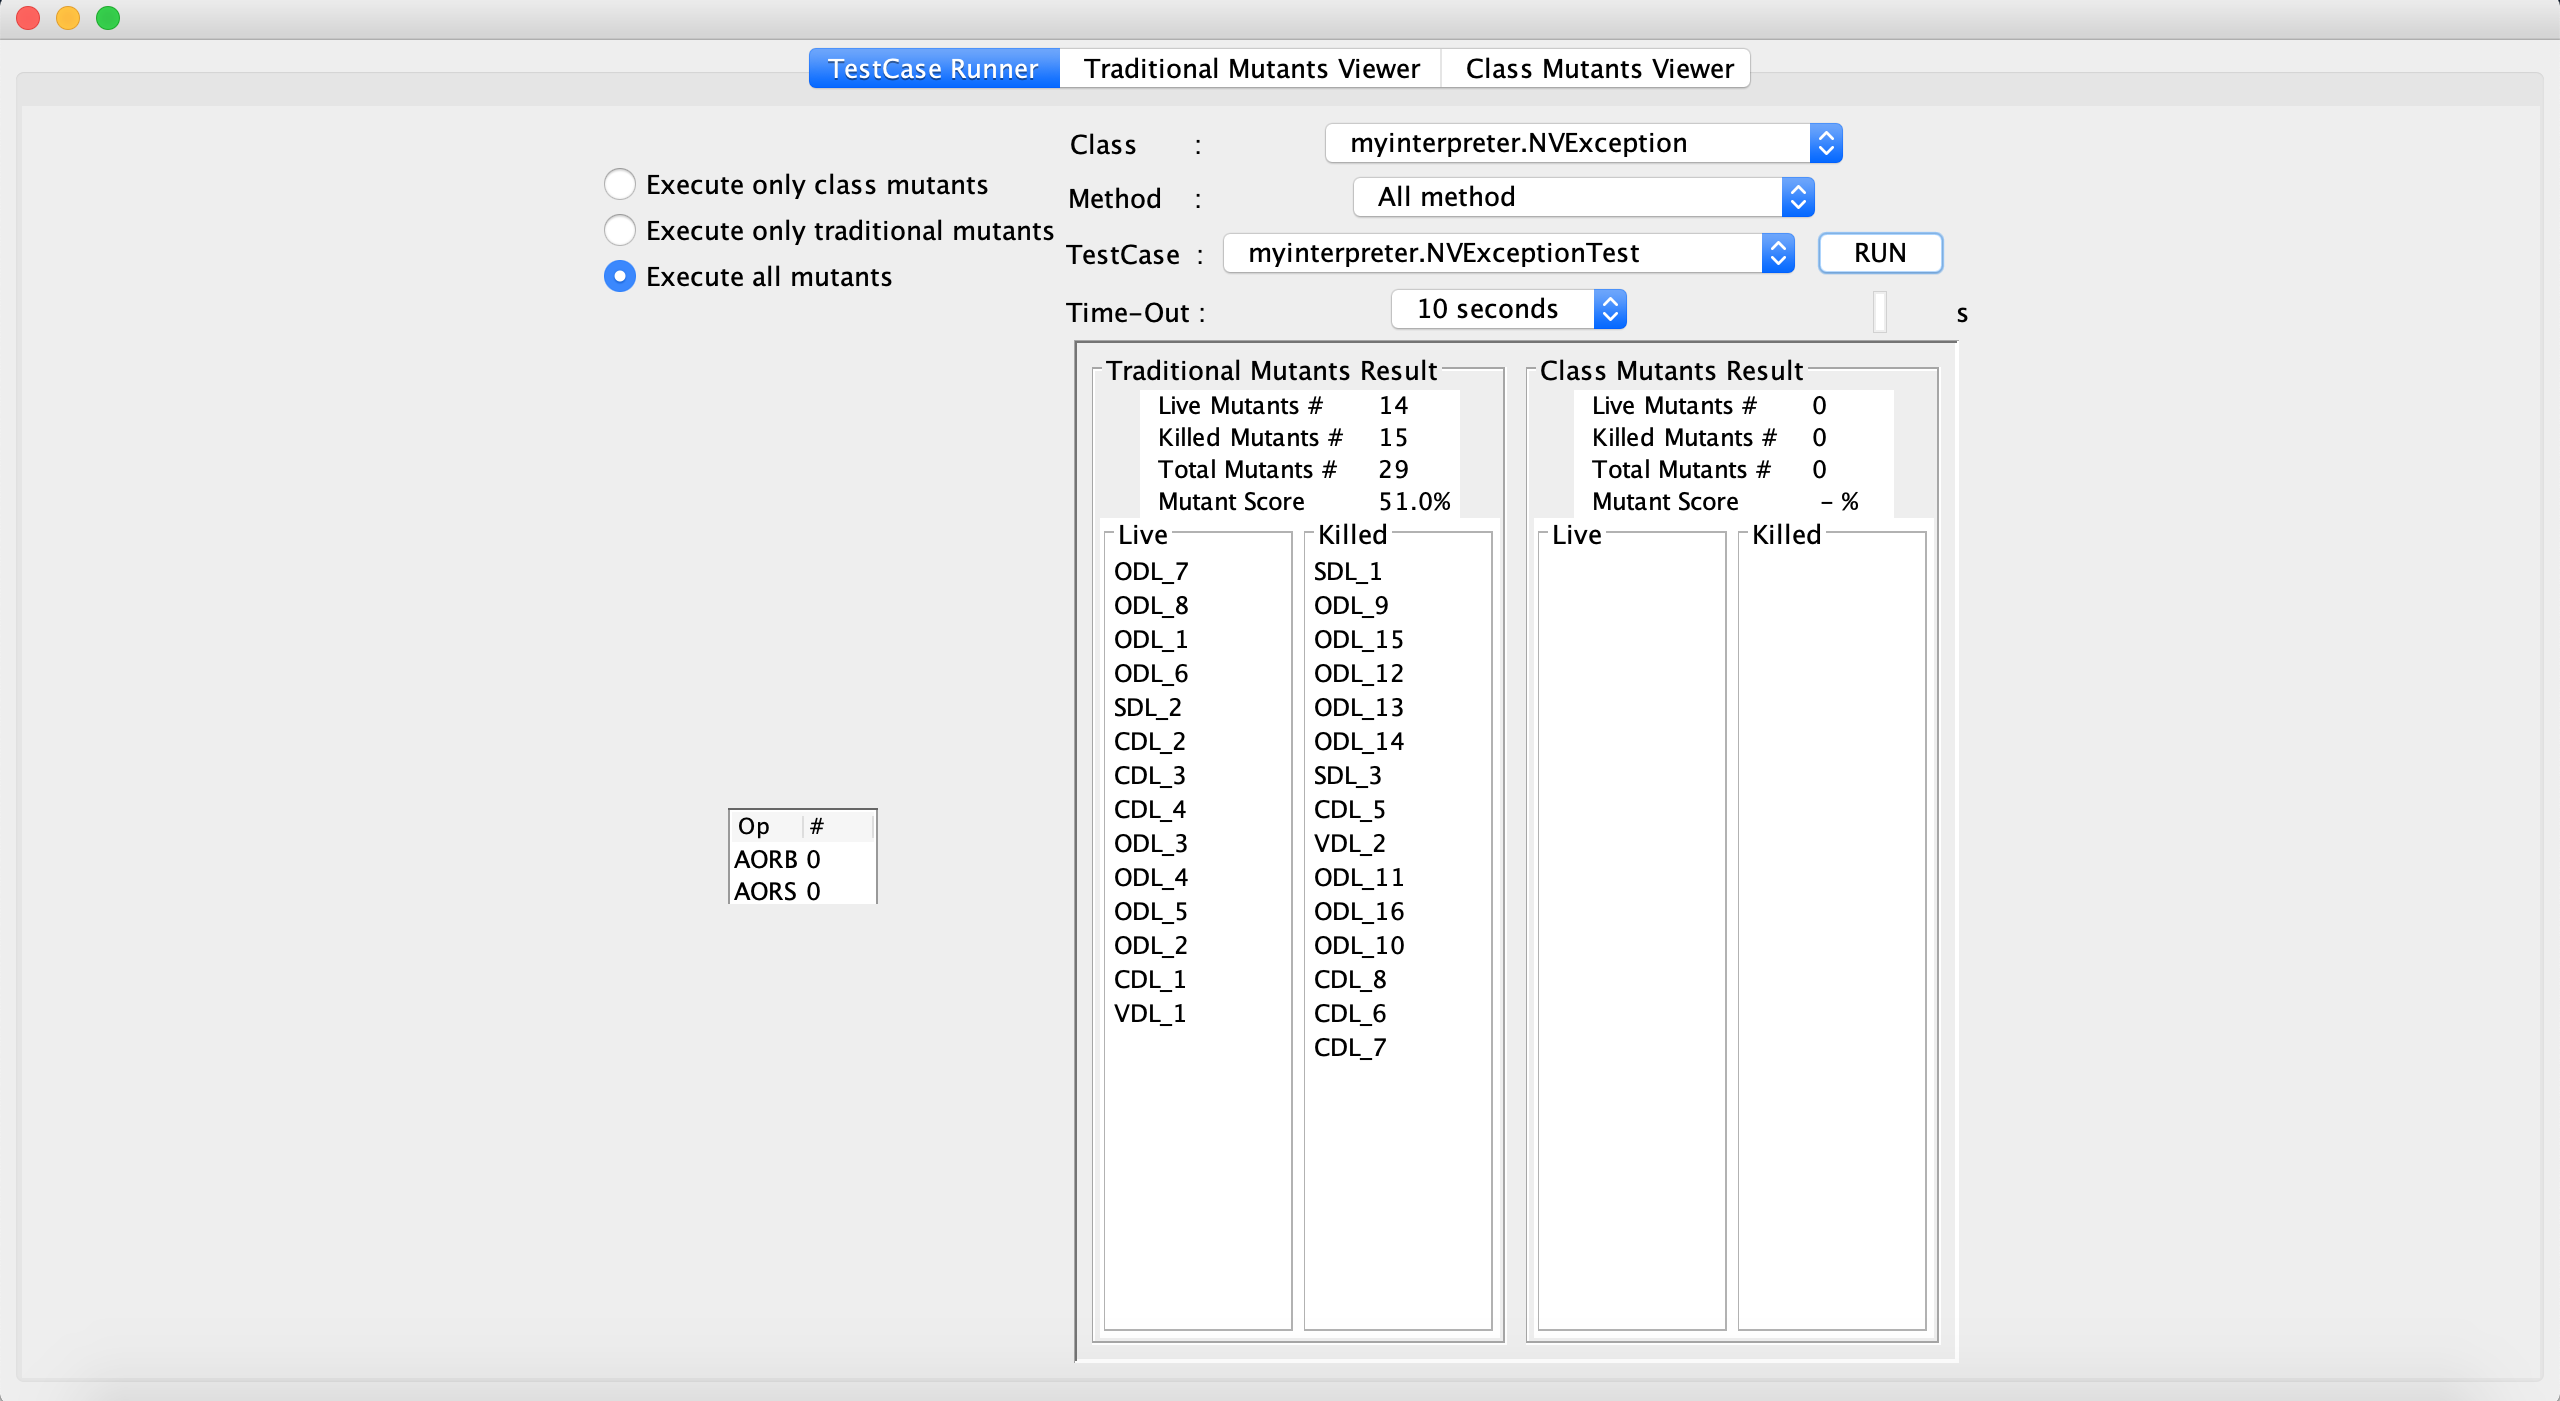 TestCase Runner Traditional Mutants Viewer Class Mutants Viewer
Class : myinterpreter.NVException
Execute only class mutants
Method : All method
Execute only traditional mutants
TestCase : myinterpreter.NVExceptionTest RUN
Execute all mutants
Time-Out : 10 seconds s
Traditional Mutants Result
Live Mutants # 14
Killed Mutants # 15
Total Mutants # 29
Mutant Score 51.0%
Live
ODL_7
ODL_8
ODL_1
ODL_6
SDL_2
CDL_2
CDL_3
CDL_4
ODL_3
ODL_4
ODL_5
ODL_2
CDL_1
VDL_1
Killed
SDL_1
ODL_9
ODL_15
ODL_12
ODL_13
ODL_14
SDL_3
CDL_5
VDL_2
ODL_11
ODL_16
ODL_10
CDL_8
CDL_6
CDL_7
Class Mutants Result
Live Mutants # 0
Killed Mutants # 0
Total Mutants # 0
Mutant Score - %
Live
Killed
Op #
AORB 0
AORS 0